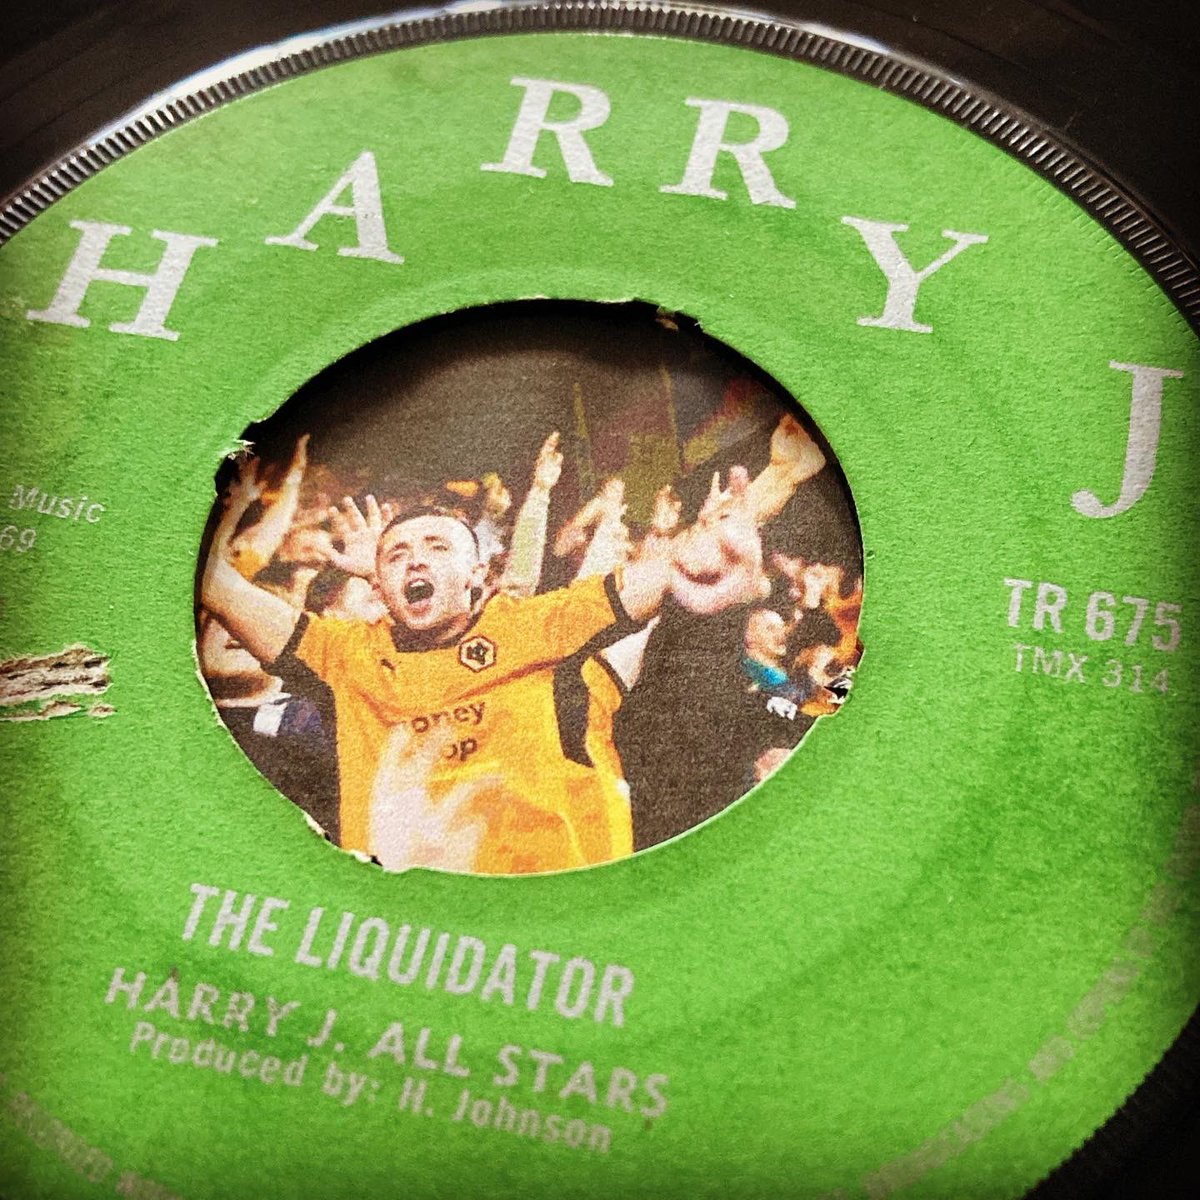 HARRY J
Music
69
TR 675
TMX 314
oney
op
THE LIQUIDATOR
HARRY J. ALL STARS
Produced by: H. Johnson